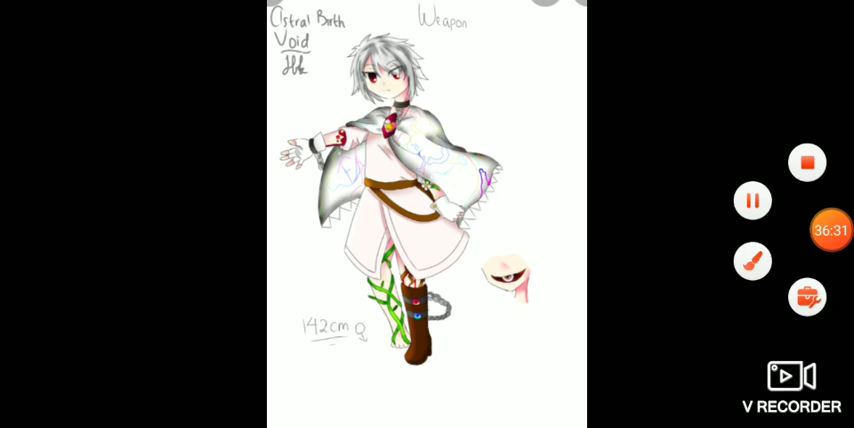 Astral Birth
Void
Weapon
142cm ♀
36:31
V RECORDER